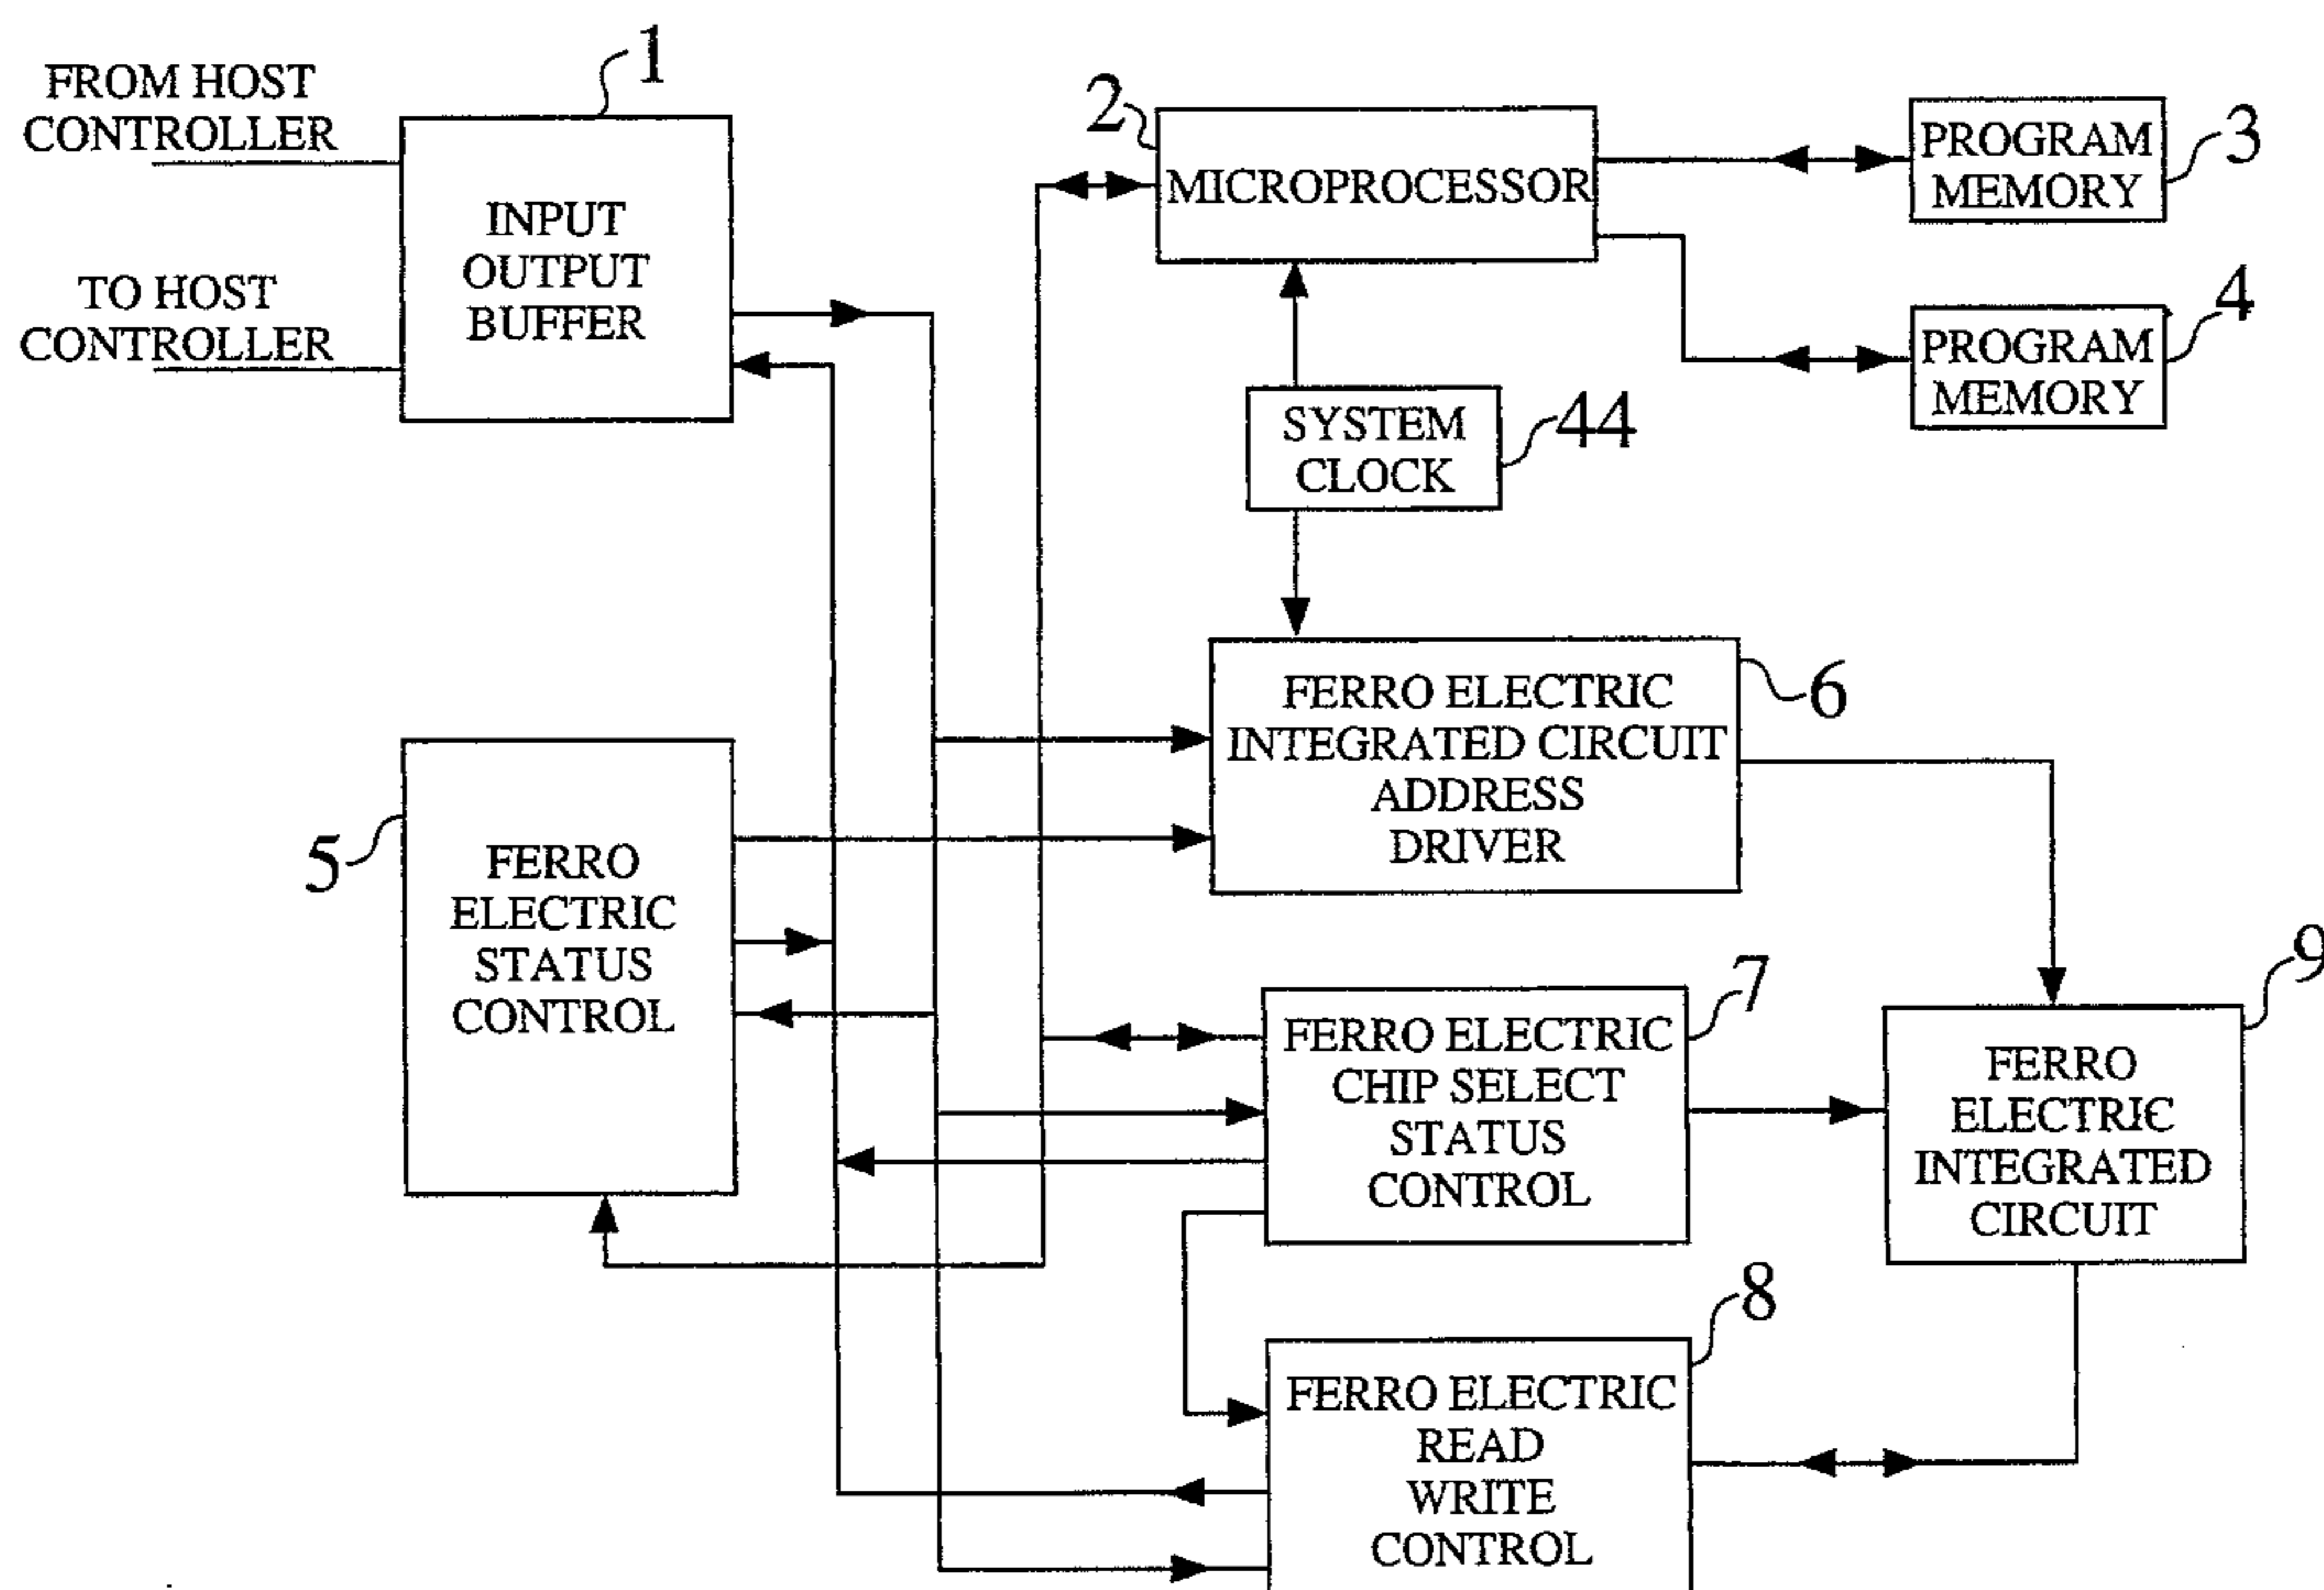 FROM HOST
CONTROLLER
TO HOST
CONTROLLER
1
INPUT
OUTPUT
BUFFER
2
MICROPROCESSOR
PROGRAM
MEMORY
3
PROGRAM
MEMORY
4
SYSTEM
CLOCK
44
5
FERRO
ELECTRIC
STATUS
CONTROL
FERRO ELECTRIC
INTEGRATED CIRCUIT
ADDRESS
DRIVER
6
FERRO ELECTRIC
CHIP SELECT
STATUS
CONTROL
7
FERRO ELECTRIC
READ
WRITE
CONTROL
8
FERRO
ELECTRIC
INTEGRATED
CIRCUIT
9